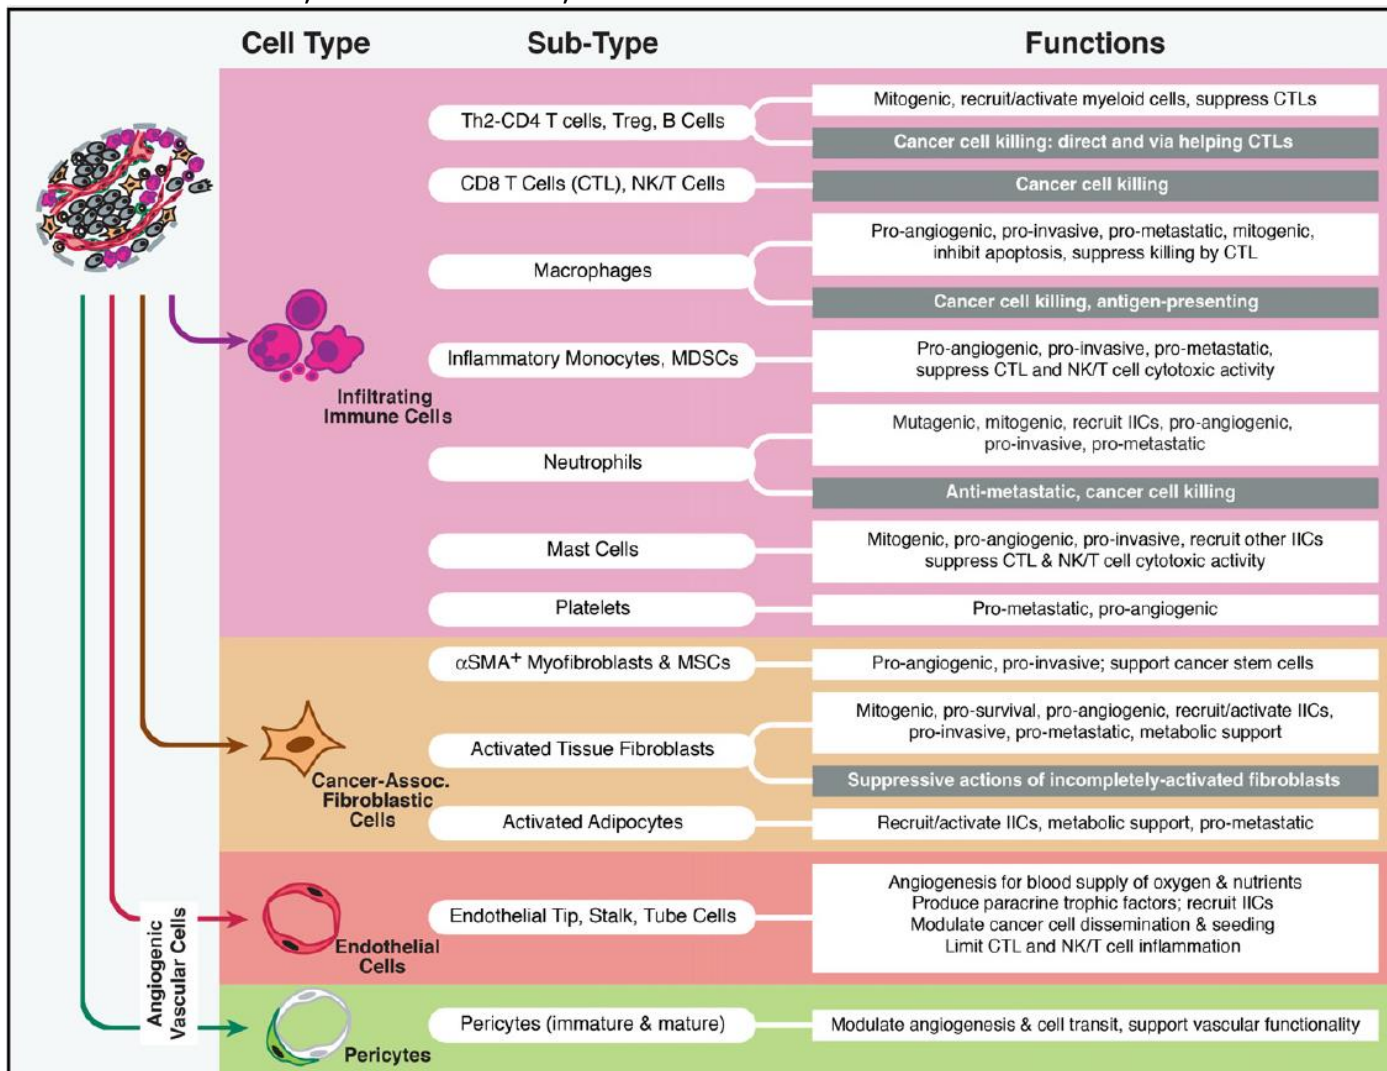 Cell Type
Sub-Type
Functions
Th2-CD4 T cells, Treg, B Cells
Mitogenic, recruit/activate myeloid cells, suppress CTLs
Cancer cell killing: direct and via helping CTLs
CD8 T Cells (CTL), NK/T Cells
Cancer cell killing
Macrophages
Pro-angiogenic, pro-invasive, pro-metastatic, mitogenic,
inhibit apoptosis, suppress killing by CTL
Cancer cell killing, antigen-presenting
Infiltrating
Immune Cells
Inflammatory Monocytes, MDSCs
Pro-angiogenic, pro-invasive, pro-metastatic,
suppress CTL and NK/T cell cytotoxic activity
Neutrophils
Mutagenic, mitogenic, recruit IICs, pro-angiogenic,
pro-invasive, pro-metastatic
Anti-metastatic, cancer cell killing
Mast Cells
Mitogenic, pro-angiogenic, pro-invasive, recruit other IICs
suppress CTL & NK/T cell cytotoxic activity
Platelets
Pro-metastatic, pro-angiogenic
αSMA+ Myofibroblasts & MSCs
Pro-angiogenic, pro-invasive; support cancer stem cells
Cancer-Assoc.
Fibroblastic
Cells
Activated Tissue Fibroblasts
Mitogenic, pro-survival, pro-angiogenic, recruit/activate IICs,
pro-invasive, pro-metastatic, metabolic support
Suppressive actions of incompletely-activated fibroblasts
Activated Adipocytes
Recruit/activate IICs, metabolic support, pro-metastatic
Angiogenic
Vascular Cells
Endothelial
Cells
Endothelial Tip, Stalk, Tube Cells
Angiogenesis for blood supply of oxygen & nutrients
Produce paracrine trophic factors; recruit IICs
Modulate cancer cell dissemination & seeding
Limit CTL and NK/T cell inflammation
Pericytes
Pericytes (immature & mature)
Modulate angiogenesis & cell transit, support vascular functionality